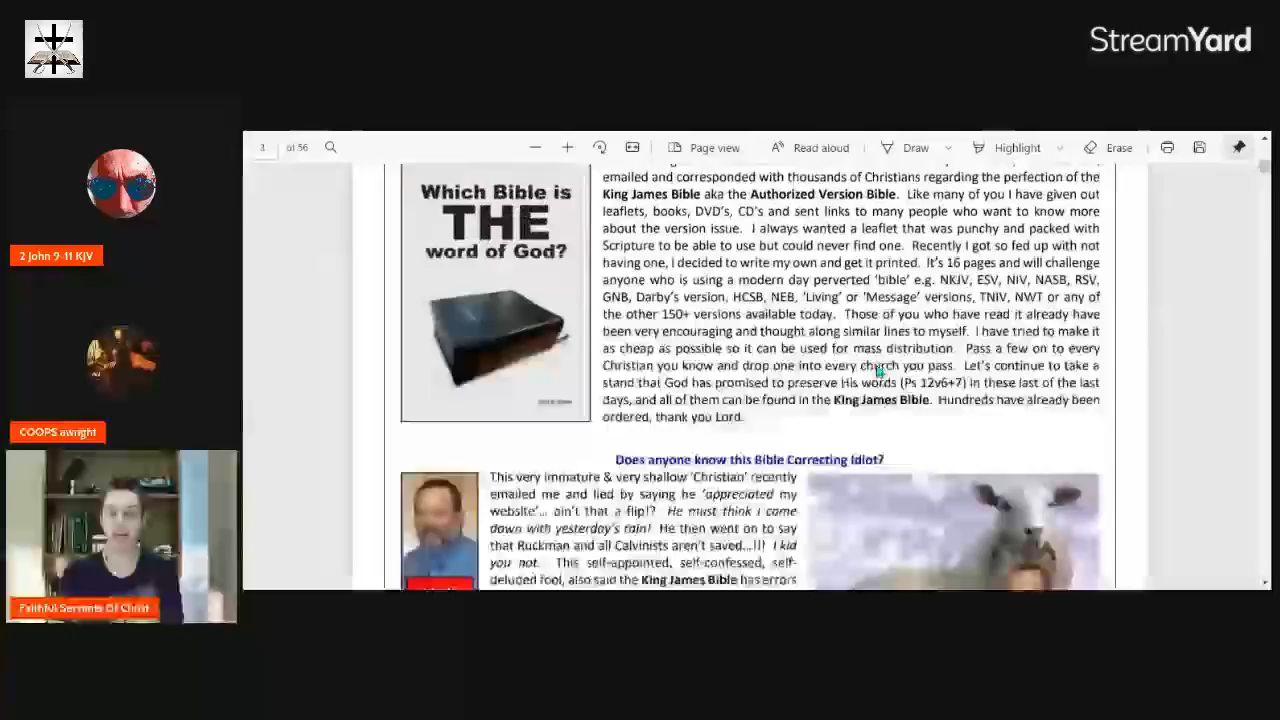 StreamYard
3 of 56
Page view
Read aloud
Draw
Highlight
Erase
2 John 9-11 KJV
COOPS awright
Faithful Servants Of Christ
Which Bible is
THE
word of God?
emailed and corresponded with thousands of Christians regarding the perfection of the
King James Bible aka the Authorized Version Bible. Like many of you I have given out
leaflets, books, DVD's, CD's and sent links to many people who want to know more
about the version issue. I always wanted a leaflet that was punchy and packed with
Scripture to be able to use but could never find one. Recently I got so fed up with not
having one, I decided to write my own and get it printed. It's 16 pages and will challenge
anyone who is using a modern day perverted 'bible' e.g. NKJV, ESV, NIV, NASB, RSV,
GNB, Darby's version, HCSB, NEB, 'Living' or 'Message' versions, TNIV, NWT or any of
the other 150+ versions available today. Those of you who have read it already have
been very encouraging and thought along similar lines to myself. I have tried to make it
as cheap as possible so it can be used for mass distribution. Pass a few on to every
Christian you know and drop one into every church you pass. Let's continue to take a
stand that God has promised to preserve His words (Ps 12v6+7) in these last of the last
days, and all of them can be found in the King James Bible. Hundreds have already been
ordered, thank you Lord.
Does anyone know this Bible Correcting Idiot?
This very immature & very shallow 'Christian' recently
emailed me and lied by saying he 'appreciated my
website'... ain't that a flip!? He must think I came
down with yesterday's rain! He then went on to say
that Ruckman and all Calvinists aren't saved...!!! I kid
you not. This self-appointed, self-confessed, self-
deluded fool, also said the King James Bible has errors